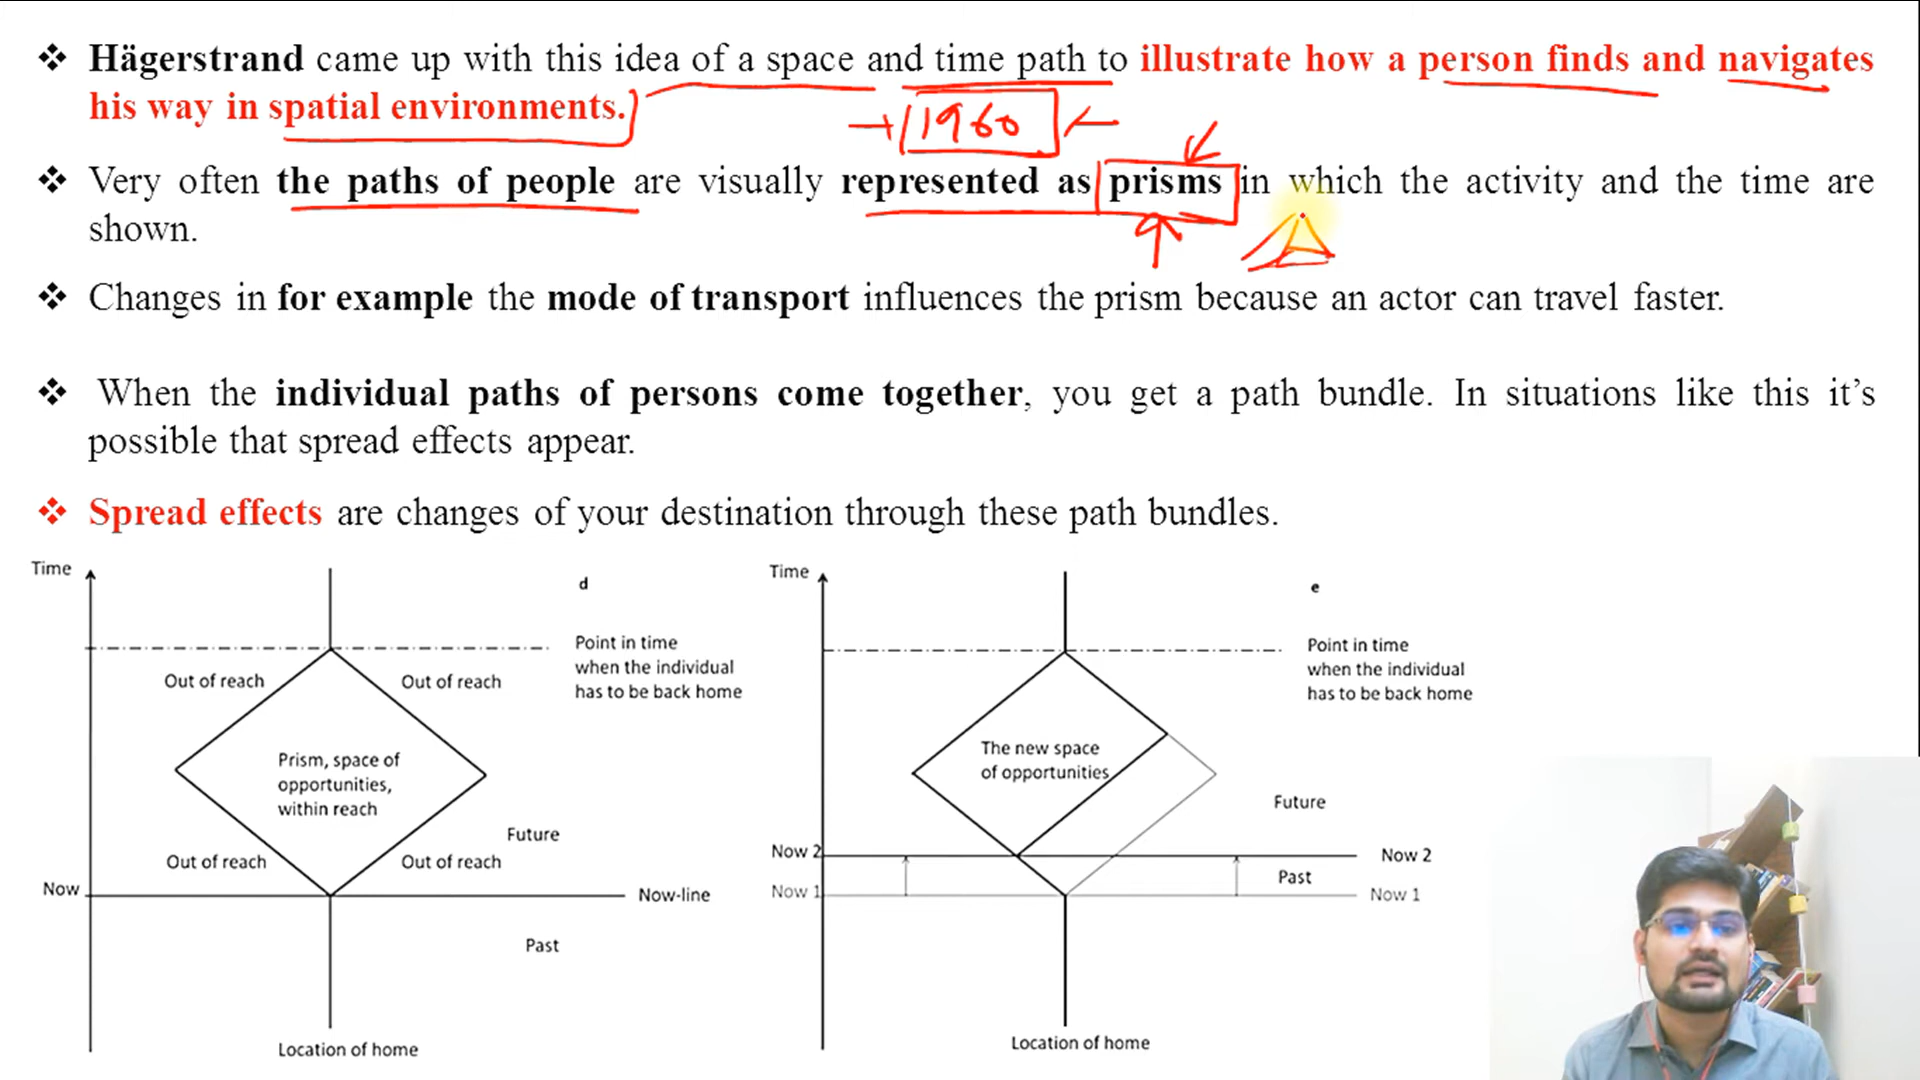 ❖ Hägerstrand came up with this idea of a space and time path to illustrate how a person finds and navigates
his way in spatial environments.
1960
❖ Very often the paths of people are visually represented as prisms in which the activity and the time are
shown.
❖ Changes in for example the mode of transport influences the prism because an actor can travel faster.
❖ When the individual paths of persons come together, you get a path bundle. In situations like this it's
possible that spread effects appear.
❖ Spread effects are changes of your destination through these path bundles.
Time
d
Point in time
when the individual
has to be back home
Out of reach
Out of reach
Prism, space of
opportunities,
within reach
Future
Out of reach
Out of reach
Now
Now-line
Past
Location of home
Time
e
Point in time
when the individual
has to be back home
The new space
of opportunities
Future
Now 2
Now 2
Past
Now 1
Now 1
Location of home